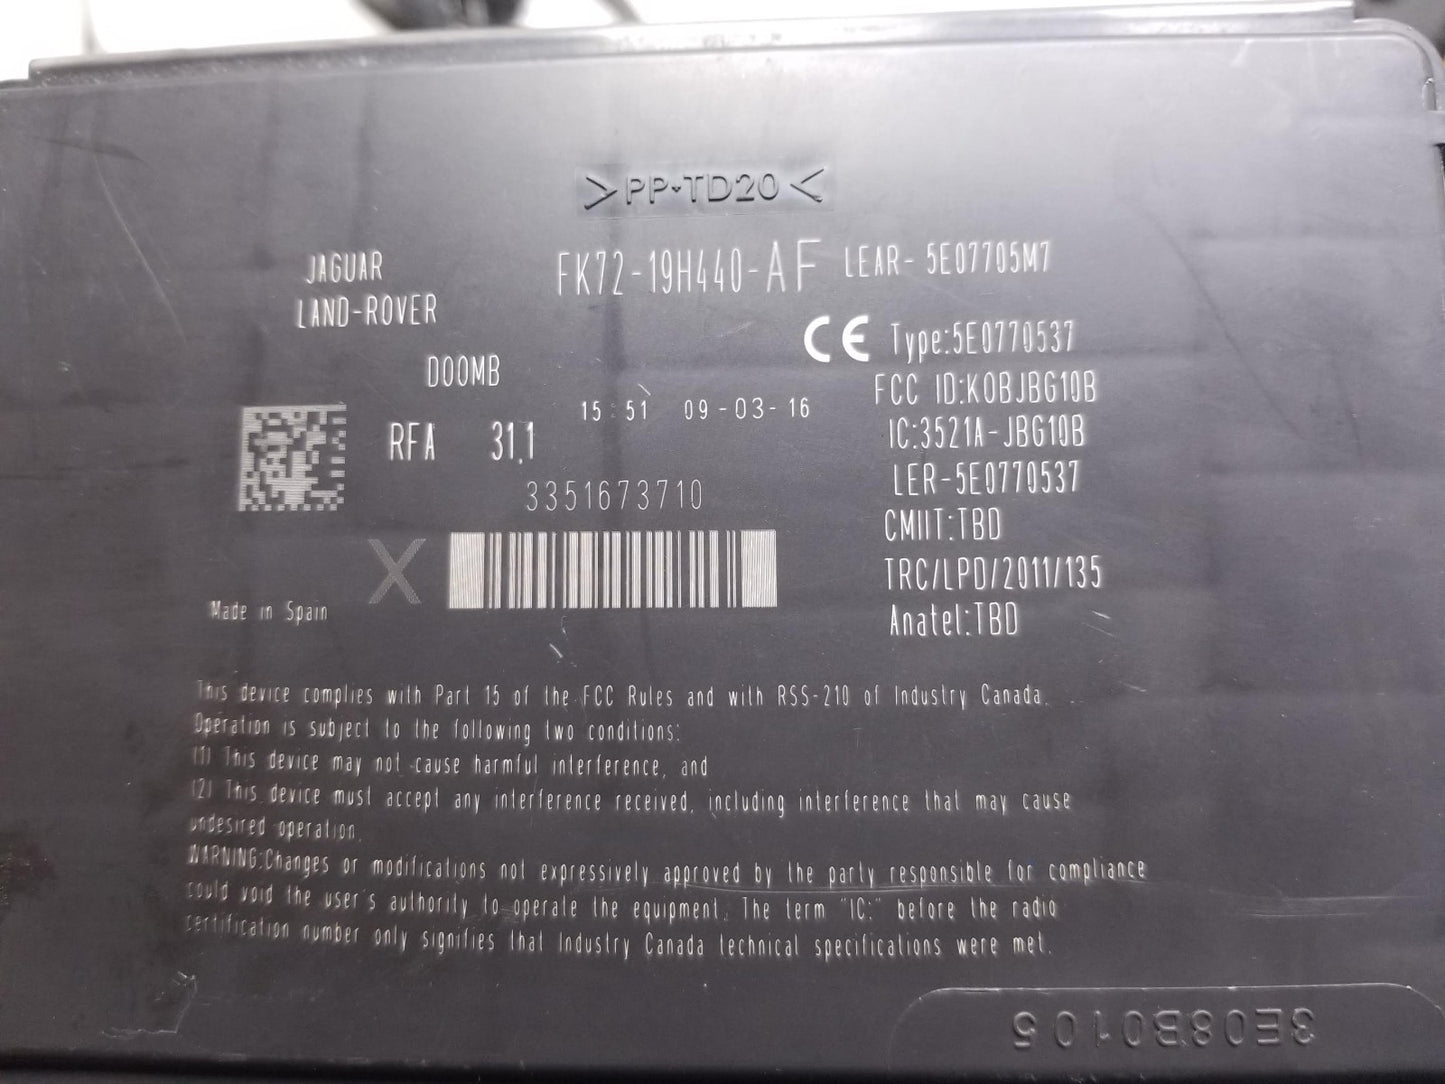 >PP-TD20<
JAGUAR
LAND-ROVER
FK72-19H440-AF
LEAR- 5E07705M7
CE Type:5E0770537
D00MB
FCC ID:KOBJBG10B
15:51 09-03-16
RFA 31.1
IC:3521A-JBG10B
LER-5E0770537
3351673710
CMIIT:TBD
X
TRC/LPD/2011/135
Made in Spain
Anatel:TBD
This device complies with Part 15 of the FCC Rules and with RSS-210 of Industry Canada.
Operation is subject to the following two conditions:
(1) This device may not cause harmful interference, and
(2) This device must accept any interference received, including interference that may cause
undesired operation.
WARNING:Changes or modifications not expressively approved by the party responsible for compliance
could void the user's authority to operate the equipment. The term "IC:" before the radio
certification number only signifies that Industry Canada technical specifications were met.
3E08B0105